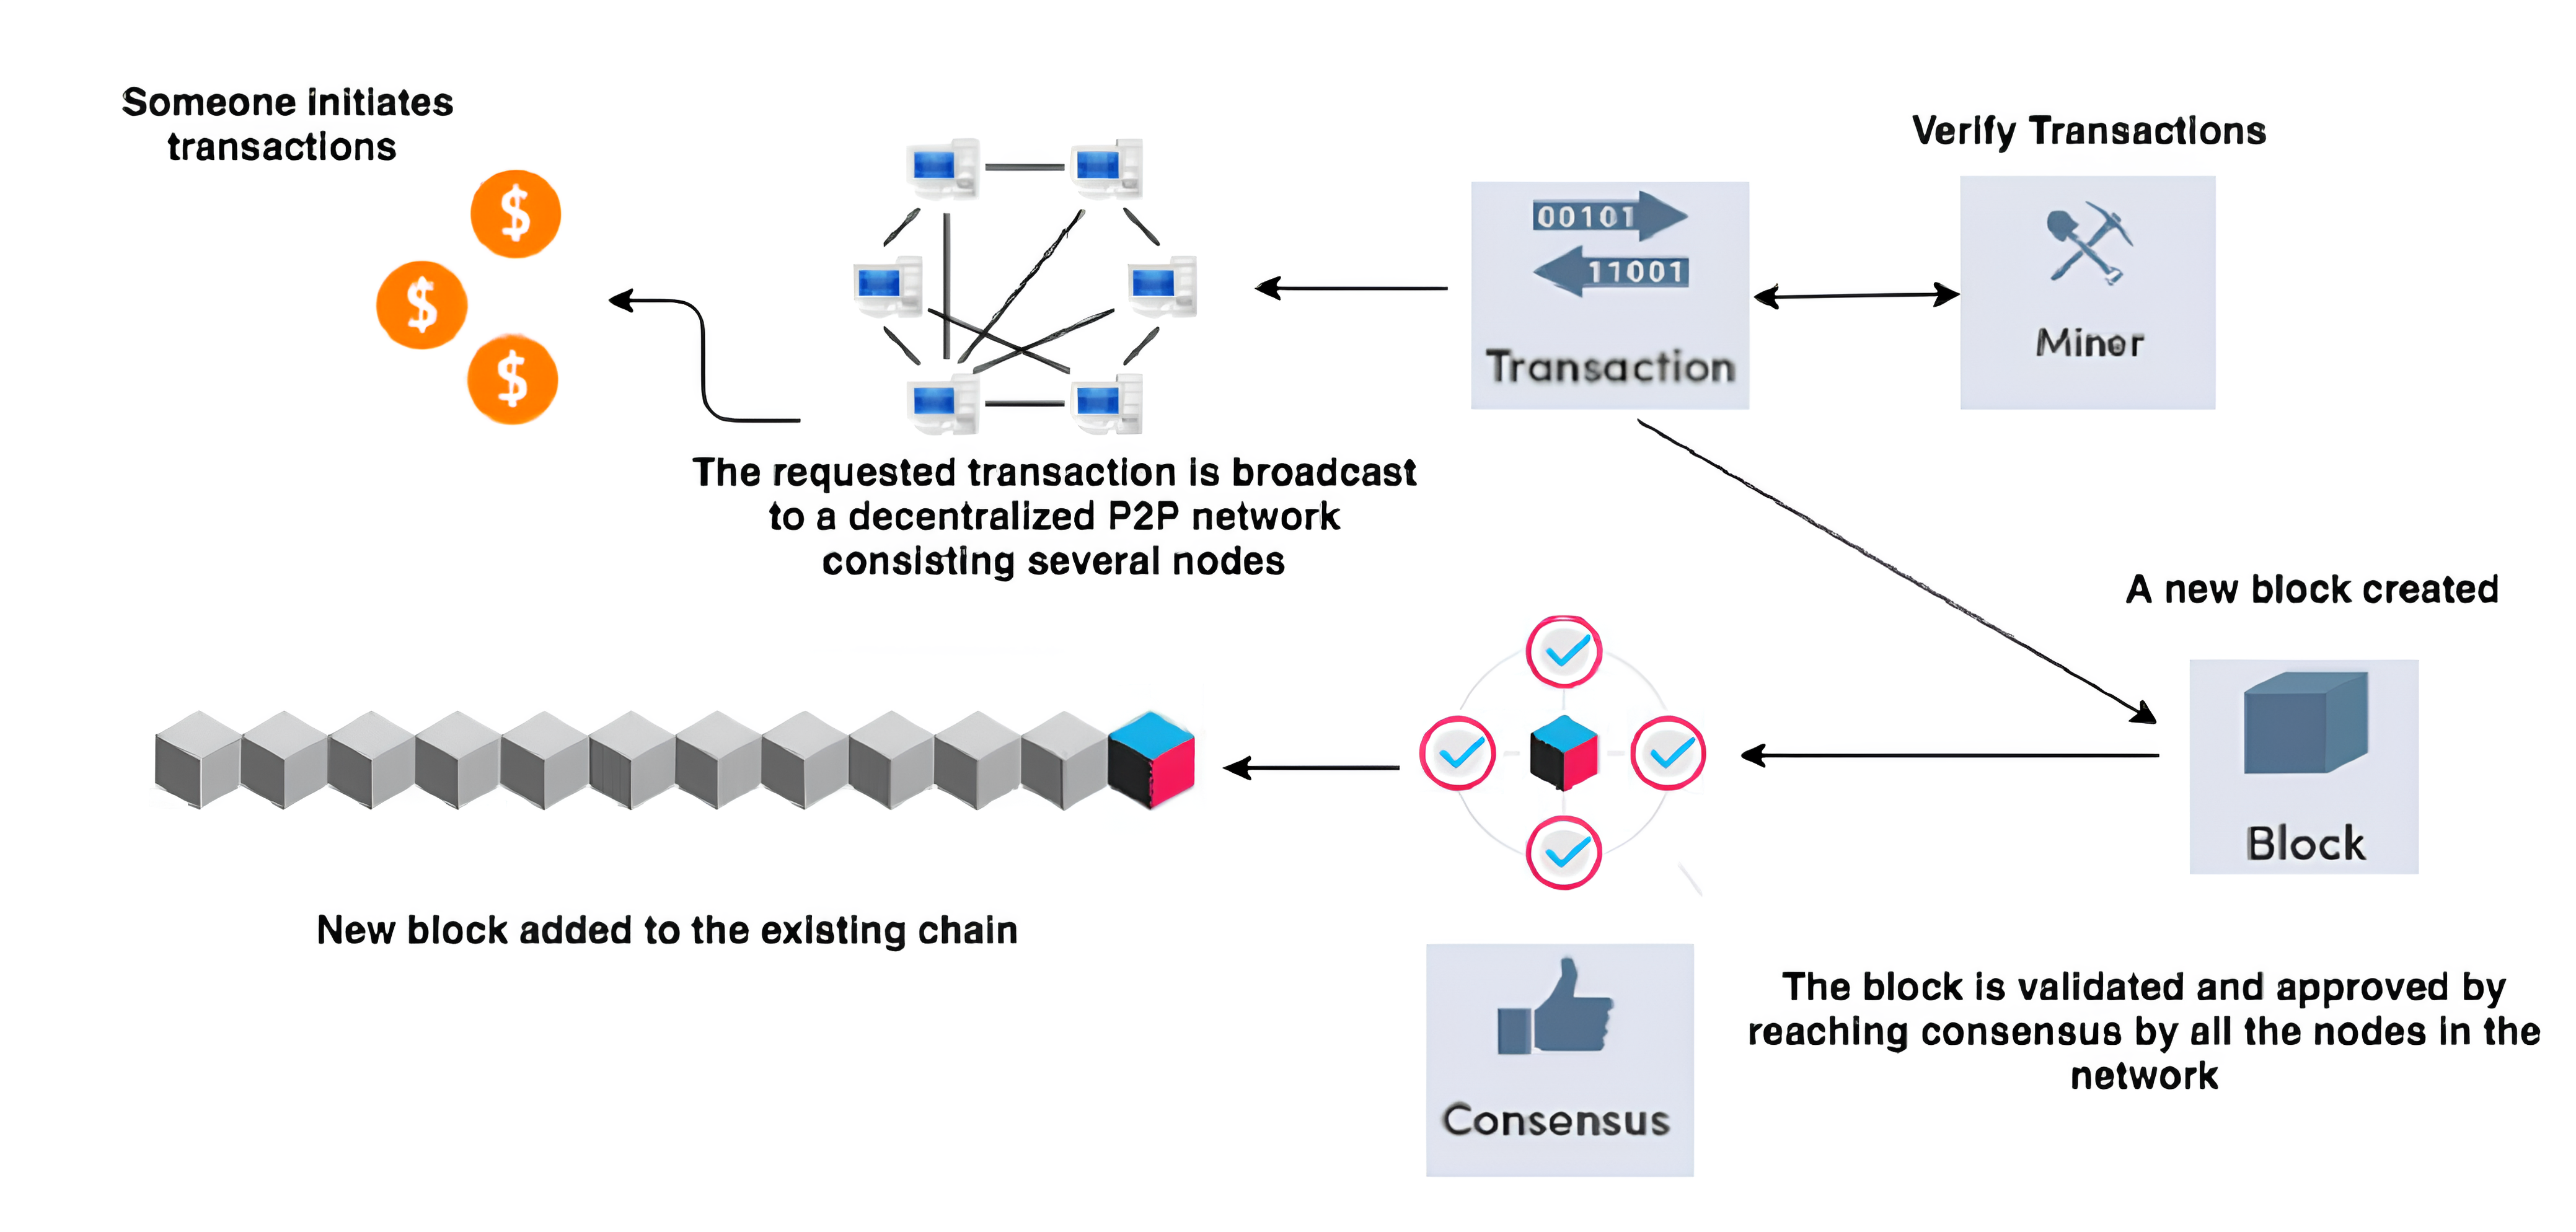 Someone initiates
transactions
$
$
$
The requested transaction is broadcast
to a decentralized P2P network
consisting several nodes
00101
11001
Transaction
Verify Transactions
Miner
A new block created
Block
New block added to the existing chain
Consensus
The block is validated and approved by
reaching consensus by all the nodes in the
network